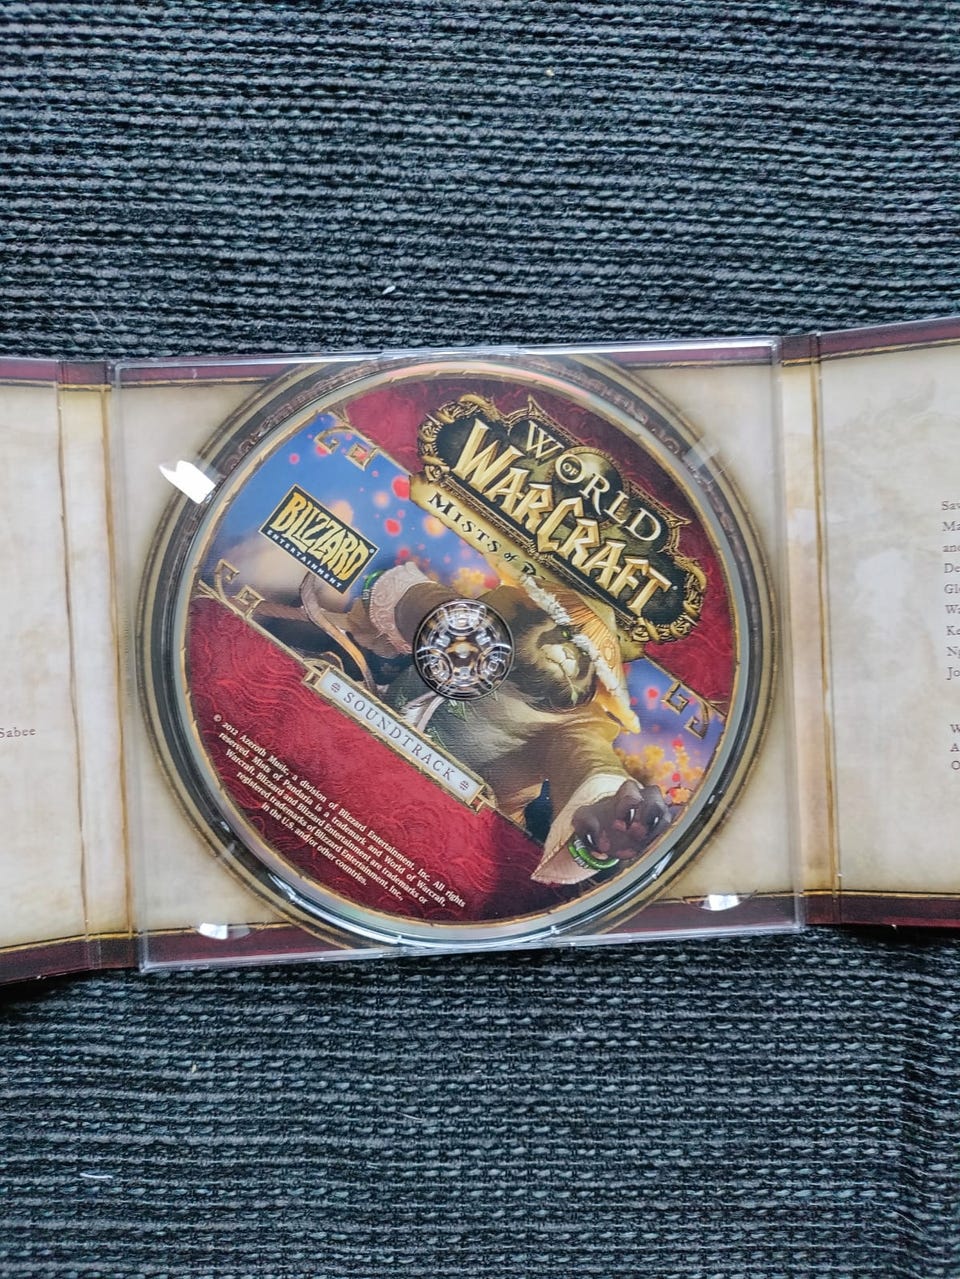 WORLD
OF
WARCRAFT
MISTS of P
BLIZZARD
ENTERTAINMENT
SOUNDTRACK
© 2012 Azeroth Music, a division of Blizzard Entertainment, Inc. All rights
reserved. Mists of Pandaria is a trademark and World of Warcraft,
Warcraft, Blizzard and Blizzard Entertainment are trademarks or
registered trademarks of Blizzard Entertainment, Inc.,
in the U.S. and/or other countries.
Sabee